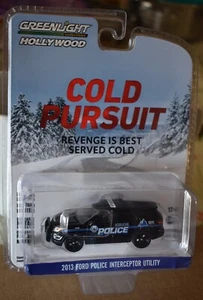 GREENLIGHT
HOLLYWOOD
COLD
PURSUIT
REVENGE IS BEST
SERVED COLD
POLICE
2013 FORD POLICE INTERCEPTOR UTILITY